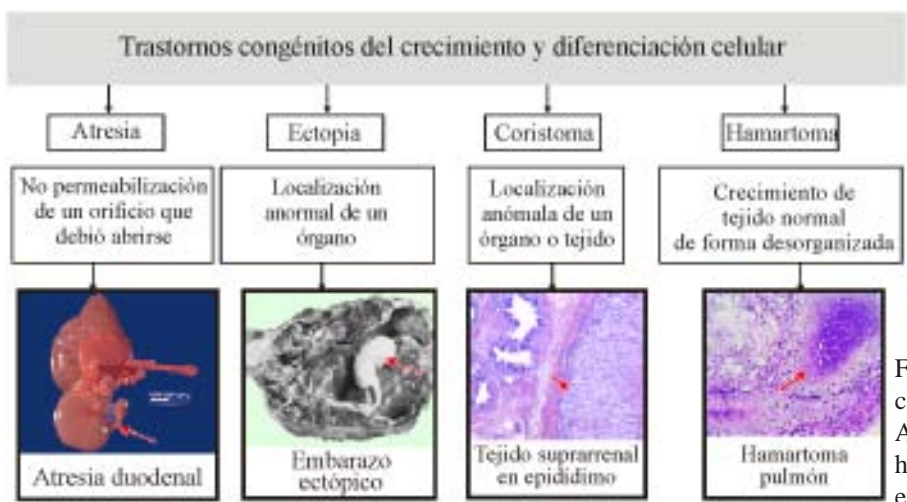 Trastornos congénitos del crecimiento y diferenciación celular
Atresia
Ectopia
Coristoma
Hamartoma
No permeabilización
de un orificio que
debió abrirse
Localización
anormal de un
órgano
Localización
anómala de un
órgano o tejido
Crecimiento de
tejido normal
de forma desorganizada
Atresia duodenal
Embarazo
ectópico
Tejido suprarrenal
en epidídimo
Hamartoma
pulmón
F
c
A
h
e